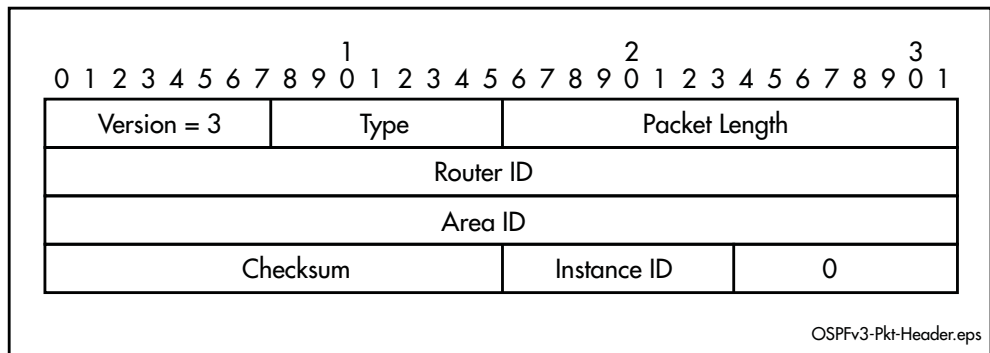 1 2 3
0 1 2 3 4 5 6 7 8 9 0 1 2 3 4 5 6 7 8 9 0 1 2 3 4 5 6 7 8 9 0 1
Version = 3 Type Packet Length
Router ID
Area ID
Checksum Instance ID 0
OSPFv3-Pkt-Header.eps